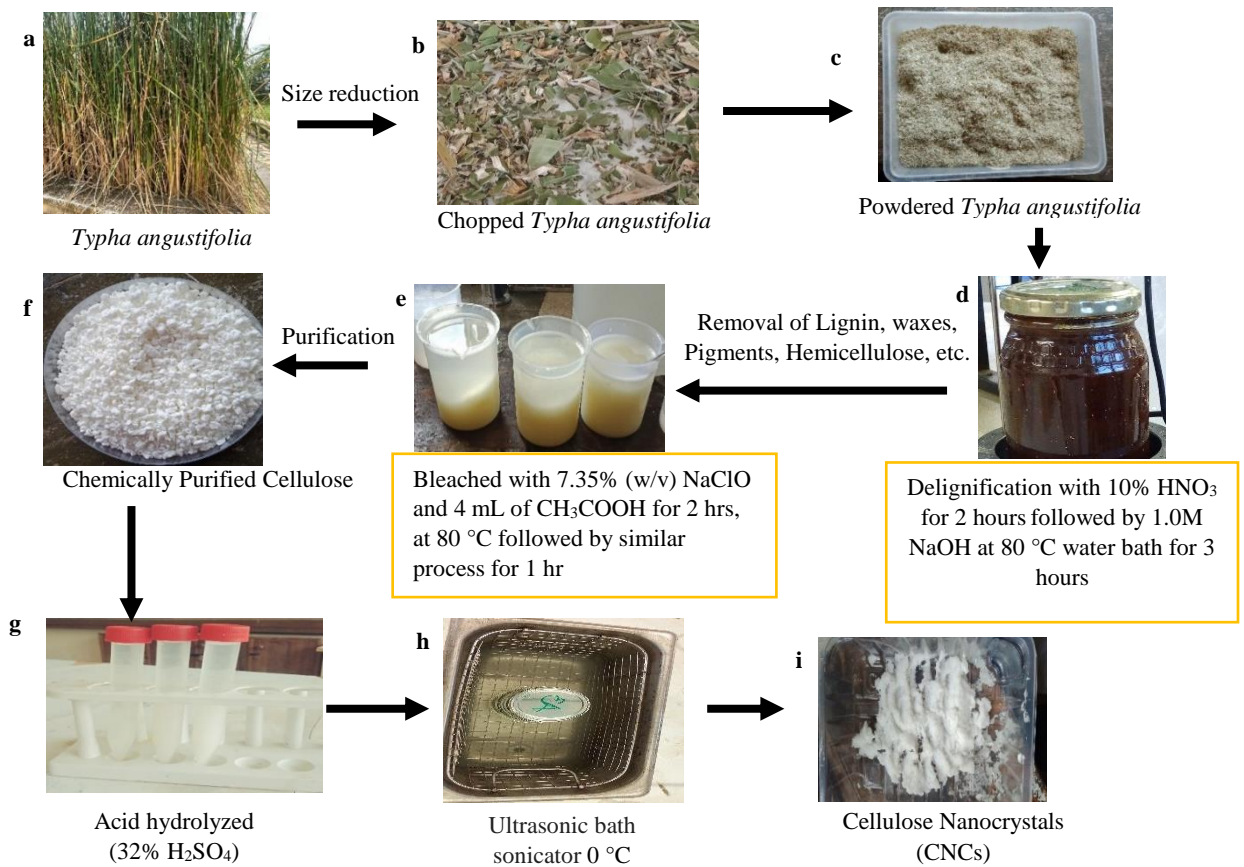 a
Typha angustifolia
Size reduction
b
Chopped Typha angustifolia
c
Powdered Typha angustifolia
d
Delignification with 10% HNO₃
for 2 hours followed by 1.0M
NaOH at 80 °C water bath for 3
hours
Removal of Lignin, waxes,
Pigments, Hemicellulose, etc.
e
Bleached with 7.35% (w/v) NaClO
and 4 mL of CH₃COOH for 2 hrs,
at 80 °C followed by similar
process for 1 hr
Purification
f
Chemically Purified Cellulose
g
Acid hydrolyzed
(32% H₂SO₄)
h
Ultrasonic bath
sonicator 0 °C
i
Cellulose Nanocrystals
(CNCs)